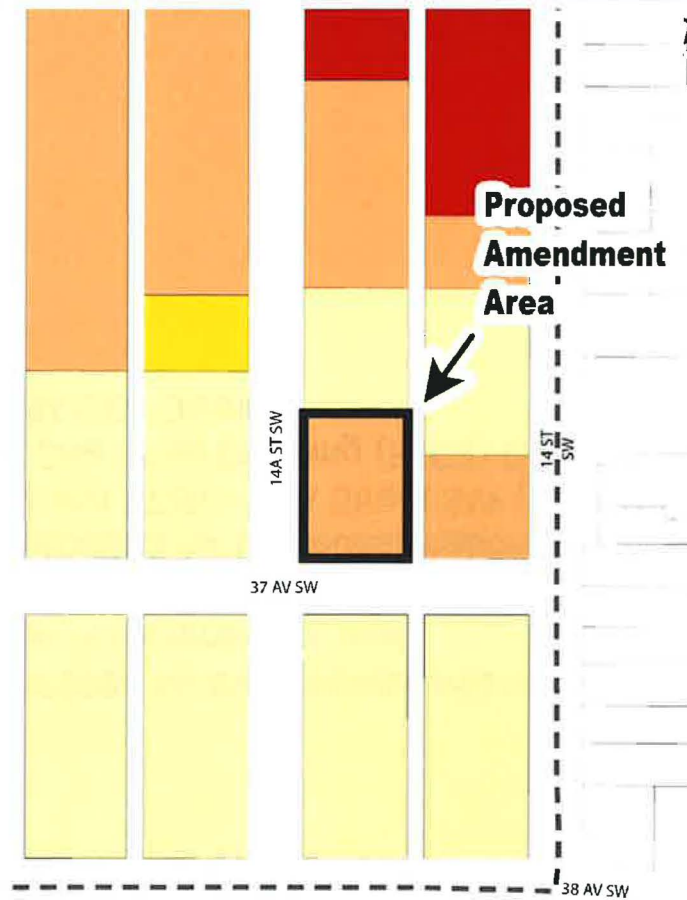 Proposed
Amendment
Area
14A ST SW
14 ST
SW
37 AV SW
38 AV SW